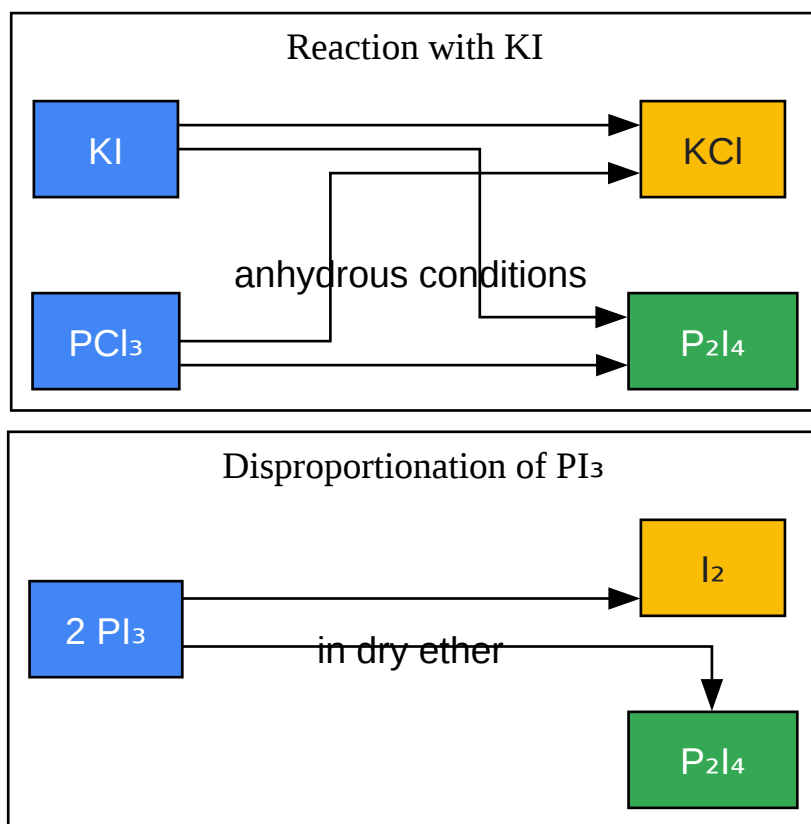 Reaction with KI
KI
KCl
anhydrous conditions
PCl₃
P₂I₄
Disproportionation of PI₃
I₂
2 PI₃
in dry ether
P₂I₄